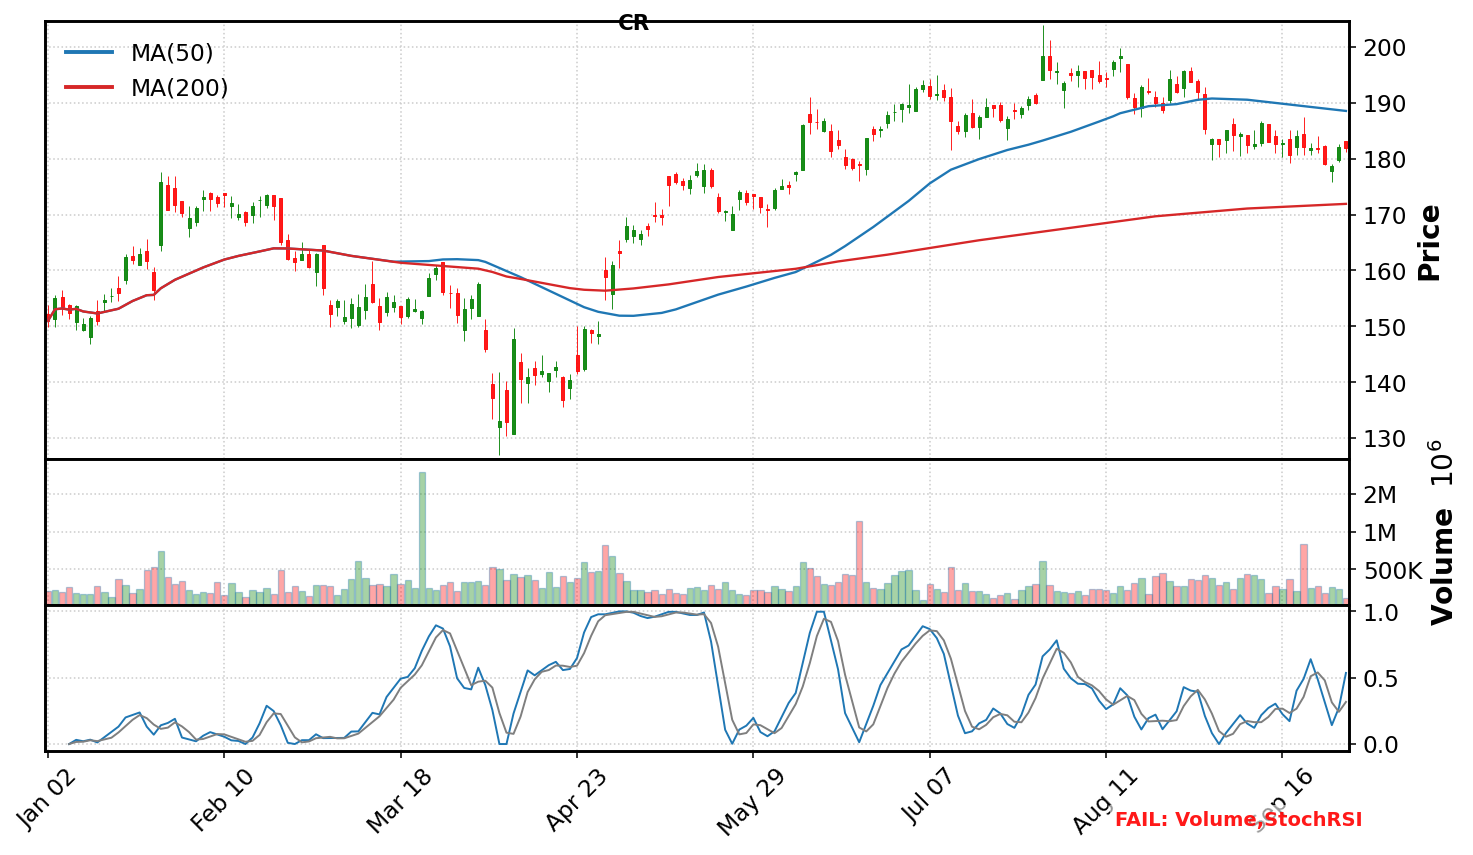 CR
MA(50)
MA(200)
200
190
180
170
160
150
140
130
Price
2M
1M
500K
Volume 10⁶
1.0
0.5
0.0
Jan 02
Feb 10
Mar 18
Apr 23
May 29
Jul 07
Aug 11
Sep 16
FAIL: Volume,StochRSI